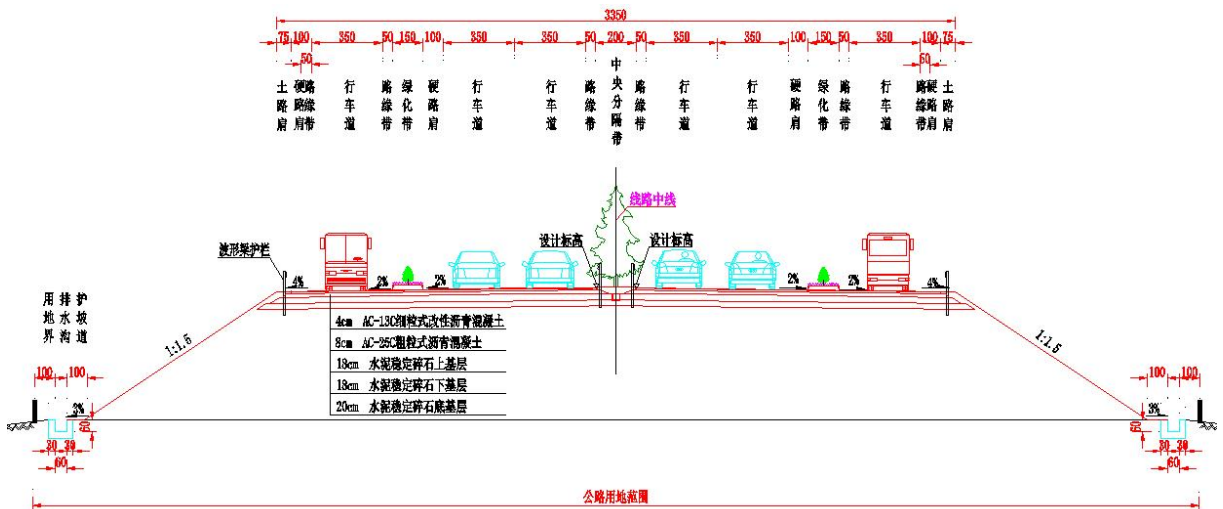 3350
75 100 350 50 150 100 350 350 50 200 50 350 350 100 150 50 350 100 75
50 60
土路肩 硬路肩 路缘带 行车道 路缘带 绿化带 硬路肩 行车道 行车道 路缘带 中央分隔带 路缘带 行车道 行车道 硬路肩 绿化带 路缘带 行车道 路缘带 硬路肩 土路肩
线路中线
波形梁护栏 设计标高 设计标高
4% 2% 2% 2% 2% 4%
用地界 排水沟 护坡道
1:1.5 1:1.5
4cm AC-13C细粒式改性沥青混凝土
8cm AC-25C粗粒式沥青混凝土
18cm 水泥稳定碎石上基层
18cm 水泥稳定碎石下基层
20cm 水泥稳定碎石底基层
100 100 100 100
3% 3%
60 60
30 30 30 30
60 60
公路用地范围